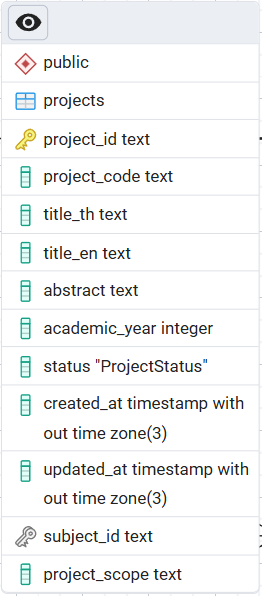 public
projects
project_id text
project_code text
title_th text
title_en text
abstract text
academic_year integer
status "ProjectStatus"
created_at timestamp with
out time zone(3)
updated_at timestamp with
out time zone(3)
subject_id text
project_scope text